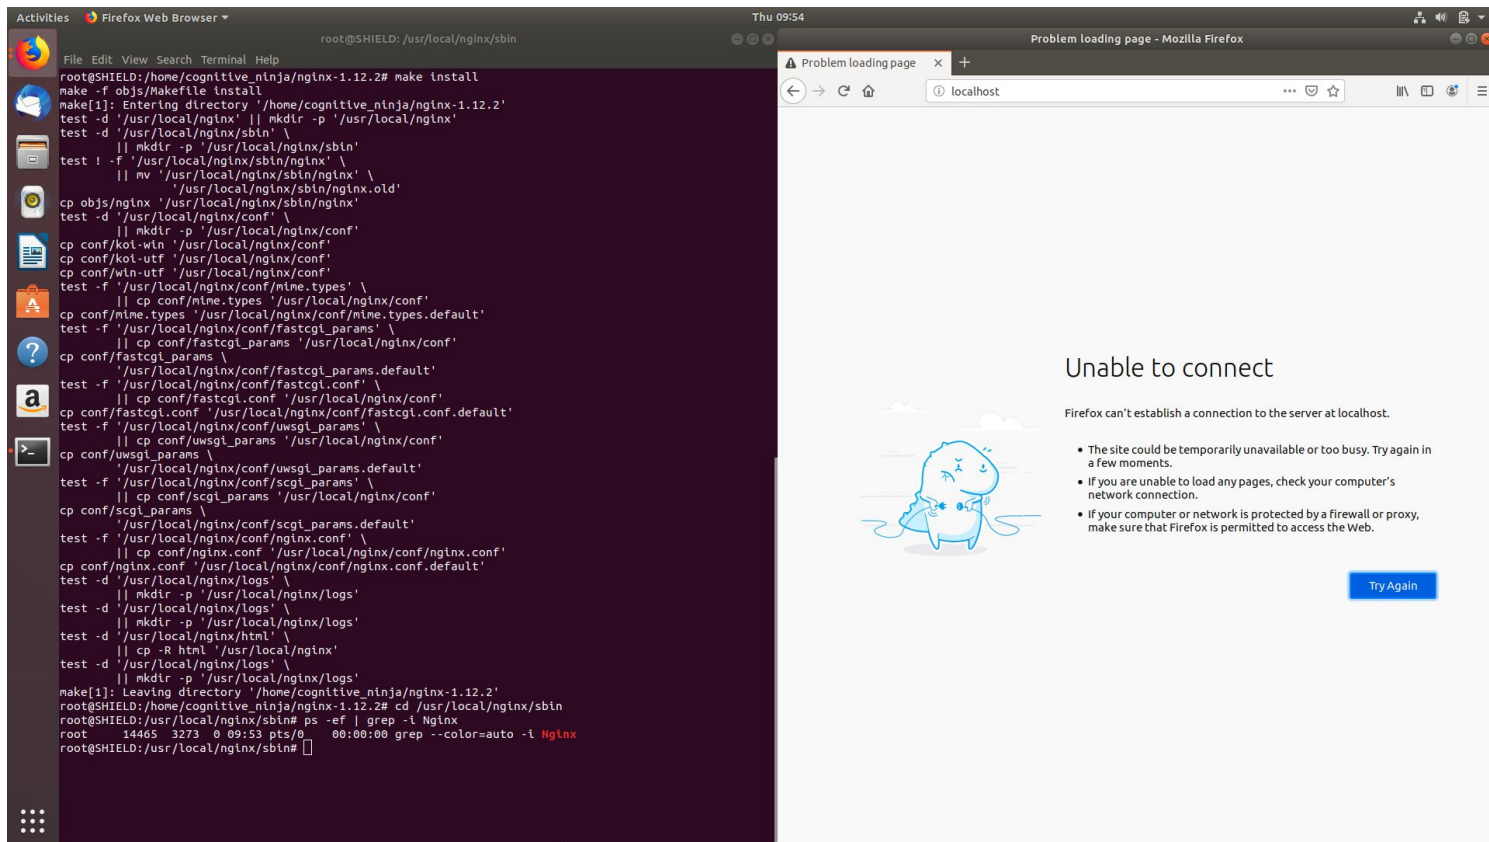 Activities
Firefox Web Browser
Thu 09:54
root@SHIELD: /usr/local/nginx/sbin
File Edit View Search Terminal Help
root@SHIELD:/home/cognitive_ninja/nginx-1.12.2# make install
make -f objs/Makefile install
make[1]: Entering directory '/home/cognitive_ninja/nginx-1.12.2'
test -d '/usr/local/nginx' || mkdir -p '/usr/local/nginx'
test -d '/usr/local/nginx/sbin' \
|| mkdir -p '/usr/local/nginx/sbin'
test ! -f '/usr/local/nginx/sbin/nginx' \
|| mv '/usr/local/nginx/sbin/nginx' \
'/usr/local/nginx/sbin/nginx.old'
cp objs/nginx '/usr/local/nginx/sbin/nginx'
test -d '/usr/local/nginx/conf' \
|| mkdir -p '/usr/local/nginx/conf'
cp conf/koi-win '/usr/local/nginx/conf'
cp conf/koi-utf '/usr/local/nginx/conf'
cp conf/win-utf '/usr/local/nginx/conf'
test -f '/usr/local/nginx/conf/mime.types' \
|| cp conf/mime.types '/usr/local/nginx/conf'
cp conf/mime.types '/usr/local/nginx/conf/mime.types.default'
test -f '/usr/local/nginx/conf/fastcgi_params' \
|| cp conf/fastcgi_params '/usr/local/nginx/conf'
cp conf/fastcgi_params \
'/usr/local/nginx/conf/fastcgi_params.default'
test -f '/usr/local/nginx/conf/fastcgi.conf' \
|| cp conf/fastcgi.conf '/usr/local/nginx/conf'
cp conf/fastcgi.conf '/usr/local/nginx/conf/fastcgi.conf.default'
test -f '/usr/local/nginx/conf/uwsgi_params' \
|| cp conf/uwsgi_params '/usr/local/nginx/conf'
cp conf/uwsgi_params \
'/usr/local/nginx/conf/uwsgi_params.default'
test -f '/usr/local/nginx/conf/scgi_params' \
|| cp conf/scgi_params '/usr/local/nginx/conf'
cp conf/scgi_params \
'/usr/local/nginx/conf/scgi_params.default'
test -f '/usr/local/nginx/conf/nginx.conf' \
|| cp conf/nginx.conf '/usr/local/nginx/conf/nginx.conf'
cp conf/nginx.conf '/usr/local/nginx/conf/nginx.conf.default'
test -d '/usr/local/nginx/logs' \
|| mkdir -p '/usr/local/nginx/logs'
test -d '/usr/local/nginx/logs' \
|| mkdir -p '/usr/local/nginx/logs'
test -d '/usr/local/nginx/html' \
|| cp -R html '/usr/local/nginx'
test -d '/usr/local/nginx/logs' \
|| mkdir -p '/usr/local/nginx/logs'
make[1]: Leaving directory '/home/cognitive_ninja/nginx-1.12.2'
root@SHIELD:/home/cognitive_ninja/nginx-1.12.2# cd /usr/local/nginx/sbin
root@SHIELD:/usr/local/nginx/sbin# ps -ef | grep -i Nginx
root 14465 3273 0 09:53 pts/0 00:00:00 grep --color=auto -i Nginx
root@SHIELD:/usr/local/nginx/sbin#
Problem loading page - Mozilla Firefox
Problem loading page
localhost
Unable to connect
Firefox can't establish a connection to the server at localhost.
• The site could be temporarily unavailable or too busy. Try again in
a few moments.
• If you are unable to load any pages, check your computer's
network connection.
• If your computer or network is protected by a firewall or proxy,
make sure that Firefox is permitted to access the Web.
Try Again